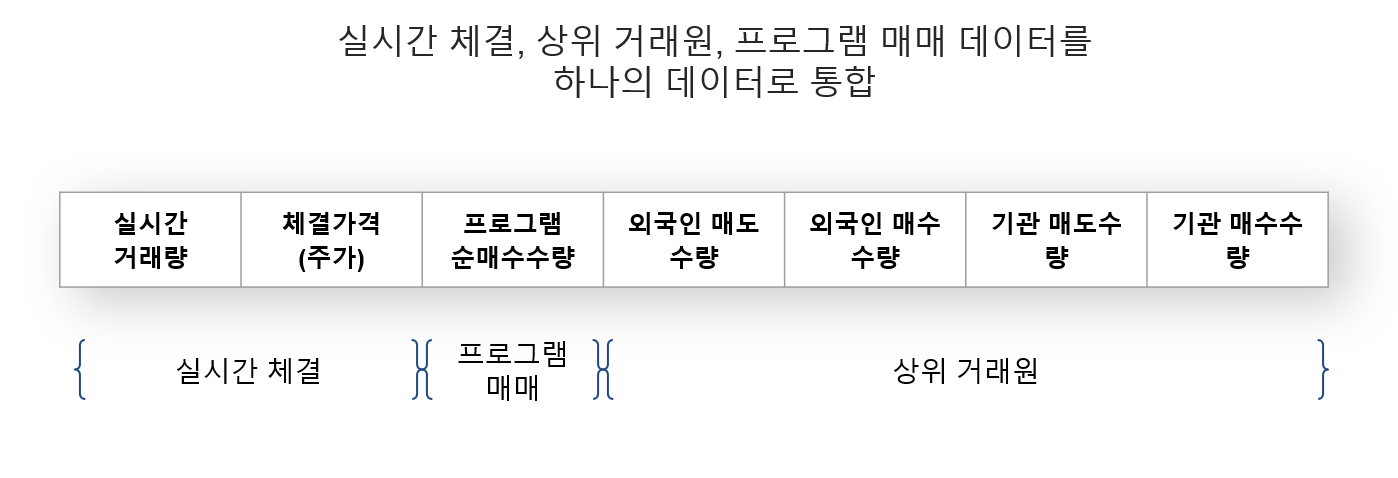 실시간 체결, 상위 거래원, 프로그램 매매 데이터를
하나의 데이터로 통합
실시간
거래량
체결가격
(주가)
프로그램
순매수수량
외국인 매도
수량
외국인 매수
수량
기관 매도수
량
기관 매수수
량
실시간 체결
프로그램
매매
상위 거래원